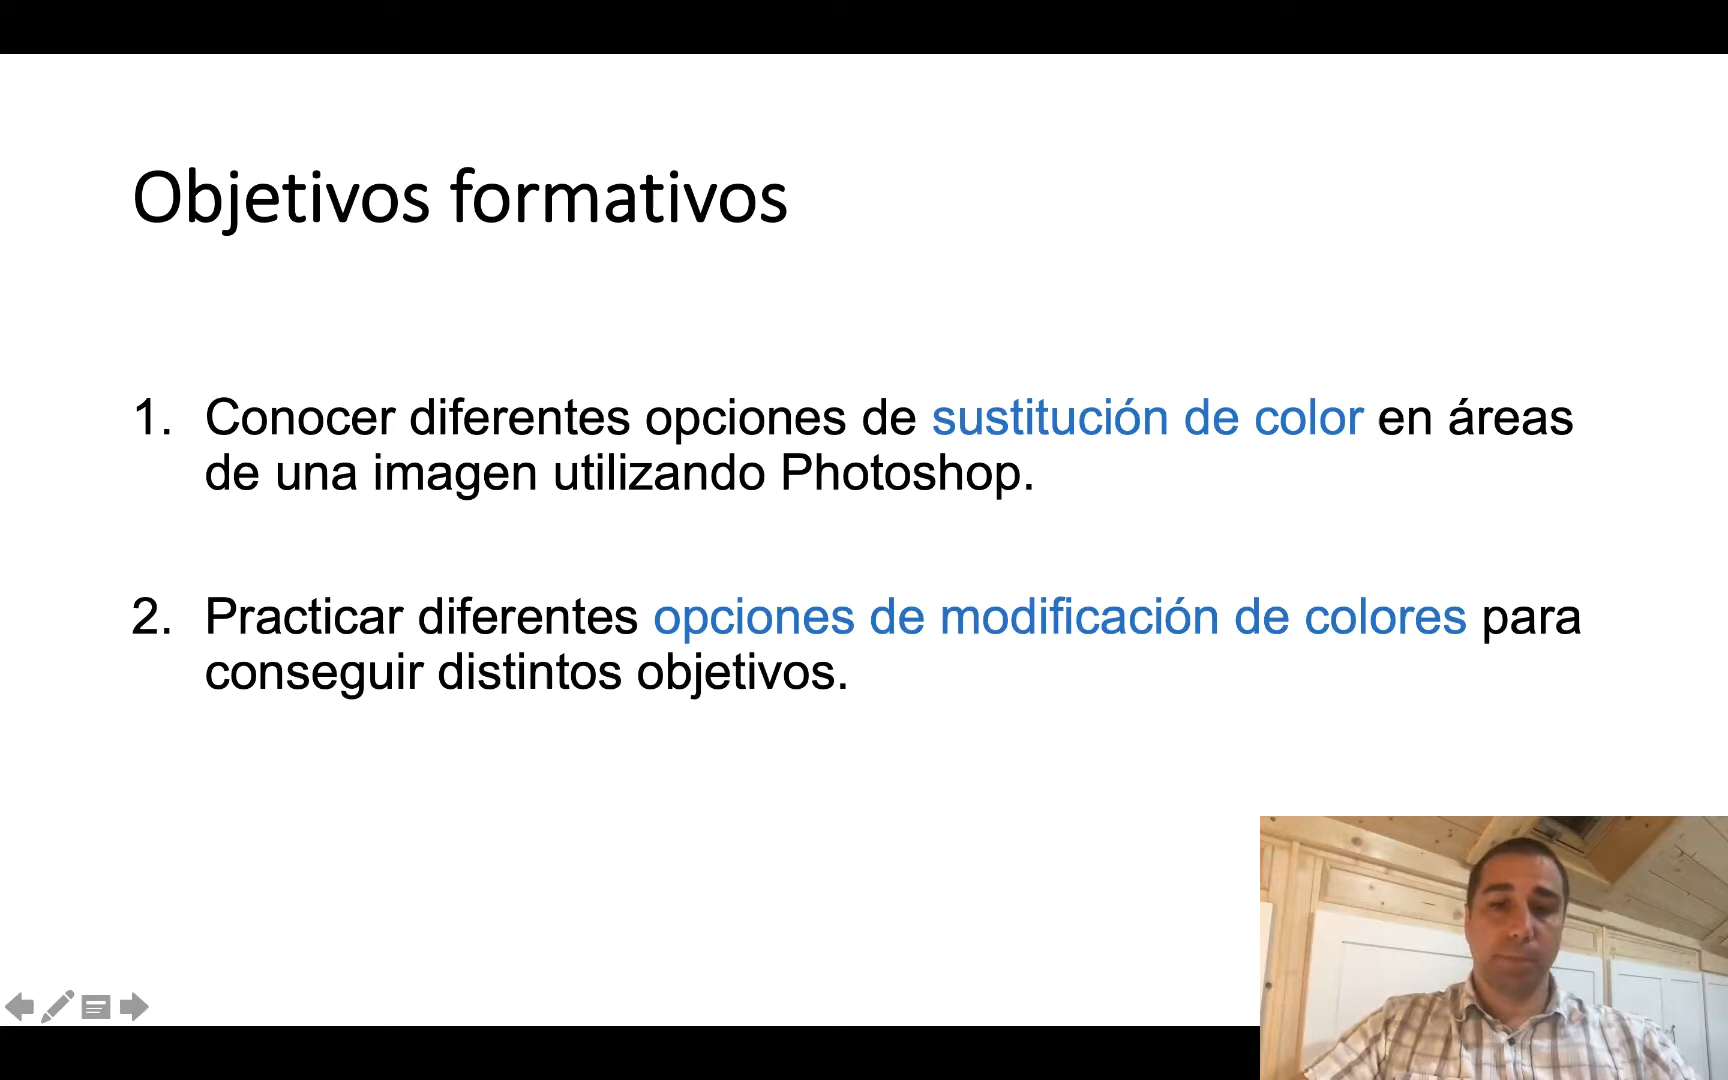 Objetivos formativos
1. Conocer diferentes opciones de sustitución de color en áreas
de una imagen utilizando Photoshop.
2. Practicar diferentes opciones de modificación de colores para
conseguir distintos objetivos.